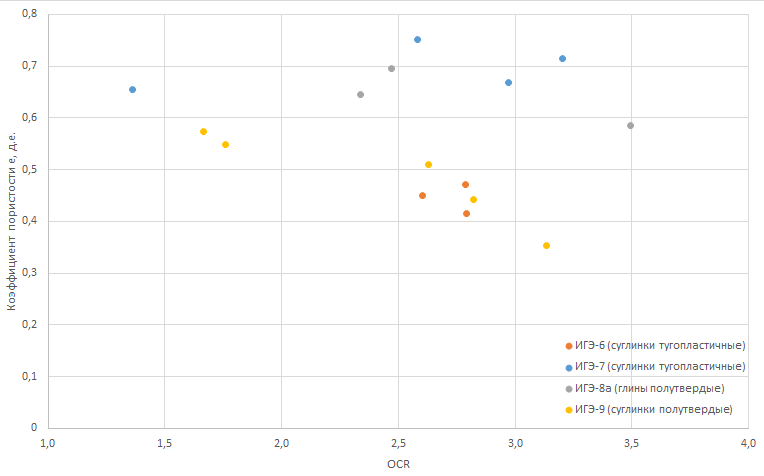 0,8
0,7
0,6
0,5
0,4
0,3
0,2
0,1
0
Коэффициент пористости e, д.е.
ИГЭ-6 (суглинки тугопластичные)
ИГЭ-7 (суглинки тугопластичные)
ИГЭ-8а (глины полутвердые)
ИГЭ-9 (суглинки полутвердые)
1,0 1,5 2,0 2,5 3,0 3,5 4,0
OCR